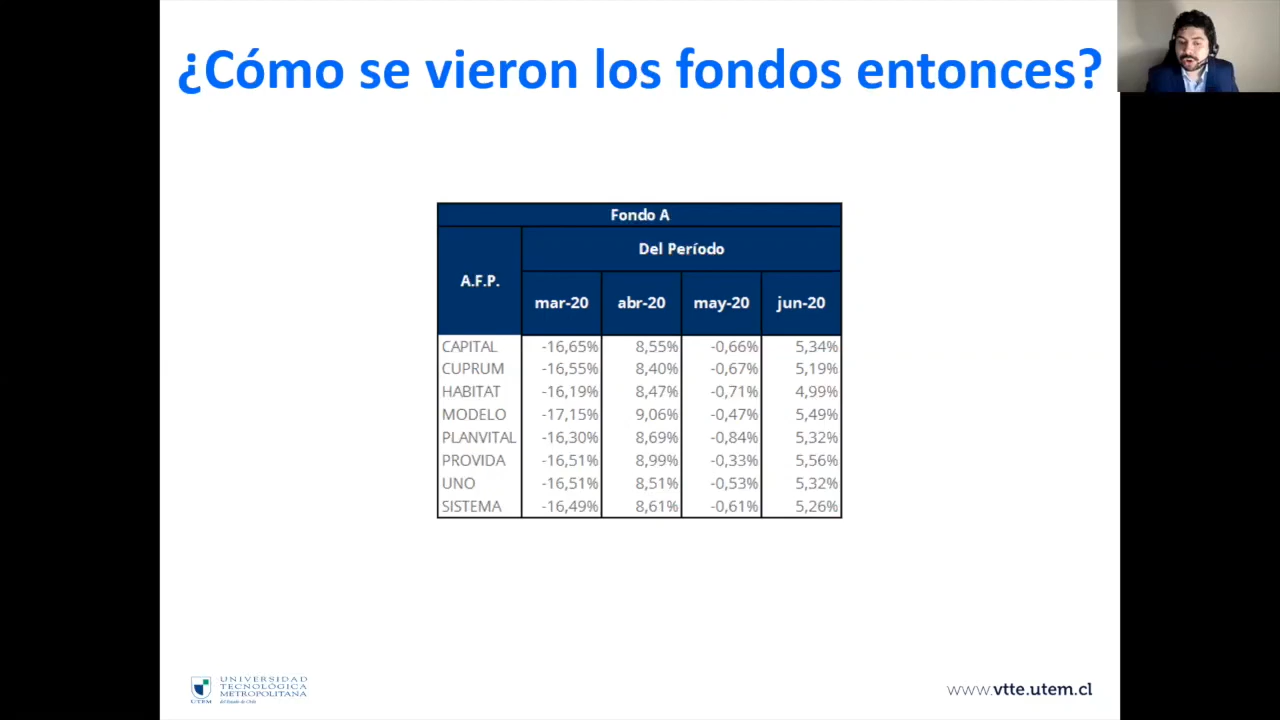 ¿Cómo se vieron los fondos entonces?
Fondo A
A.F.P.
Del Período
mar-20 abr-20 may-20 jun-20
CAPITAL -16,65% 8,55% -0,66% 5,34%
CUPRUM -16,55% 8,40% -0,67% 5,19%
HABITAT -16,19% 8,47% -0,71% 4,99%
MODELO -17,15% 9,06% -0,47% 5,49%
PLANVITAL -16,30% 8,69% -0,84% 5,32%
PROVIDA -16,51% 8,99% -0,33% 5,56%
UNO -16,51% 8,51% -0,53% 5,32%
SISTEMA -16,49% 8,61% -0,61% 5,26%
UNIVERSIDAD
TECNOLÓGICA
METROPOLITANA
UTEM
www.vtte.utem.cl